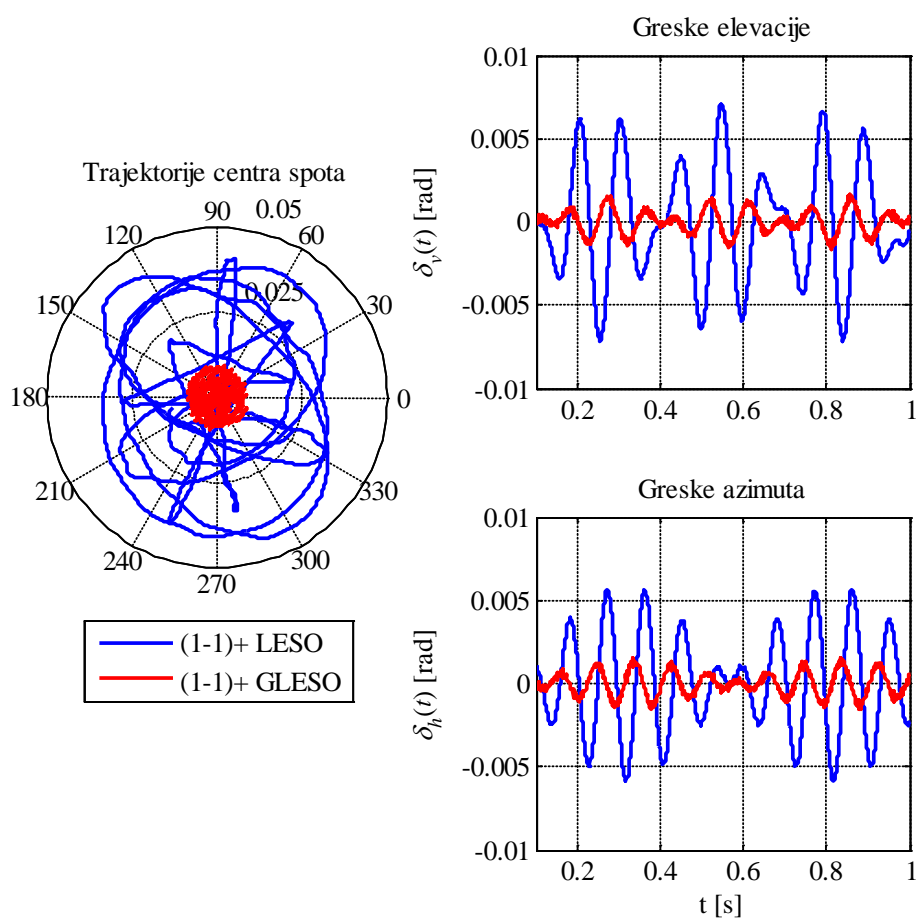 Trajektorije centra spota
90
0.05
120
60
0.025
150
30
180
0
210
330
240
300
270
(1-1)+ LESO
(1-1)+ GLESO
Greske elevacije
0.01
0.005
0
-0.005
-0.01
δv(t) [rad]
0.2 0.4 0.6 0.8 1
Greske azimuta
0.01
0.005
0
-0.005
-0.01
δh(t) [rad]
0.2 0.4 0.6 0.8 1
t [s]